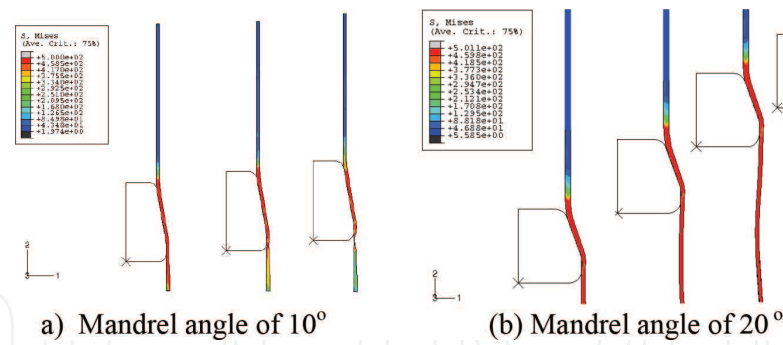 S, Mises
(Ave. Crit.: 75%)
+5.000e+02
+4.585e+02
+4.170e+02
+3.755e+02
+3.340e+02
+2.925e+02
+2.510e+02
+2.095e+02
+1.680e+02
+1.265e+02
+8.498e+01
+4.348e+01
+1.974e+00
2
3
1
a) Mandrel angle of 10°
S, Mises
(Ave. Crit.: 75%)
+5.011e+02
+4.598e+02
+4.185e+02
+3.773e+02
+3.360e+02
+2.947e+02
+2.534e+02
+2.121e+02
+1.708e+02
+1.295e+02
+8.818e+01
+4.688e+01
+5.585e+00
2
3
1
(b) Mandrel angle of 20°